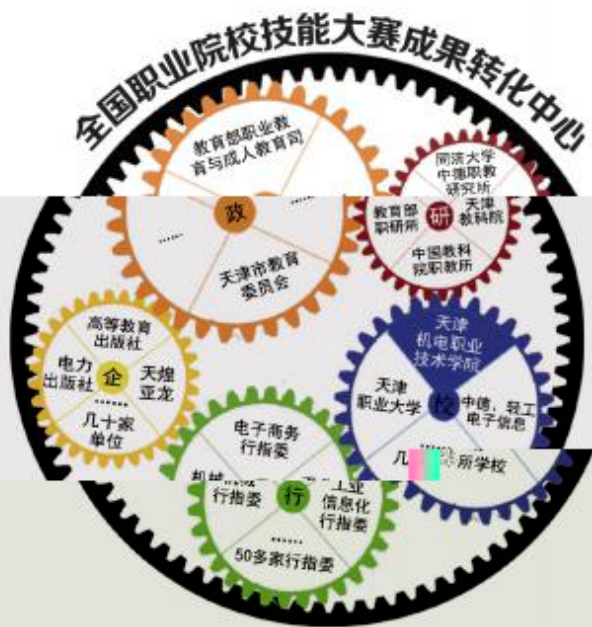 全国职业院校技能大赛成果转化中心
教育部职业教
育与成人教育司
政
......
......
天津市教育
委员会
同济大学
中德职教
研究所
教育部
职研所
研
天津
教科院
中国教科
院职教所
高等教育
出版社
电力
出版社
企
天煌
亚龙
......
几十家
单位
天津
机电职业
技术学院
天津
职业大学
校
中德、轻工
电子信息
......
几
所学校
电子商务
行指委
机械
行指委
行
工业
信息化
行指委
......
50多家行指委